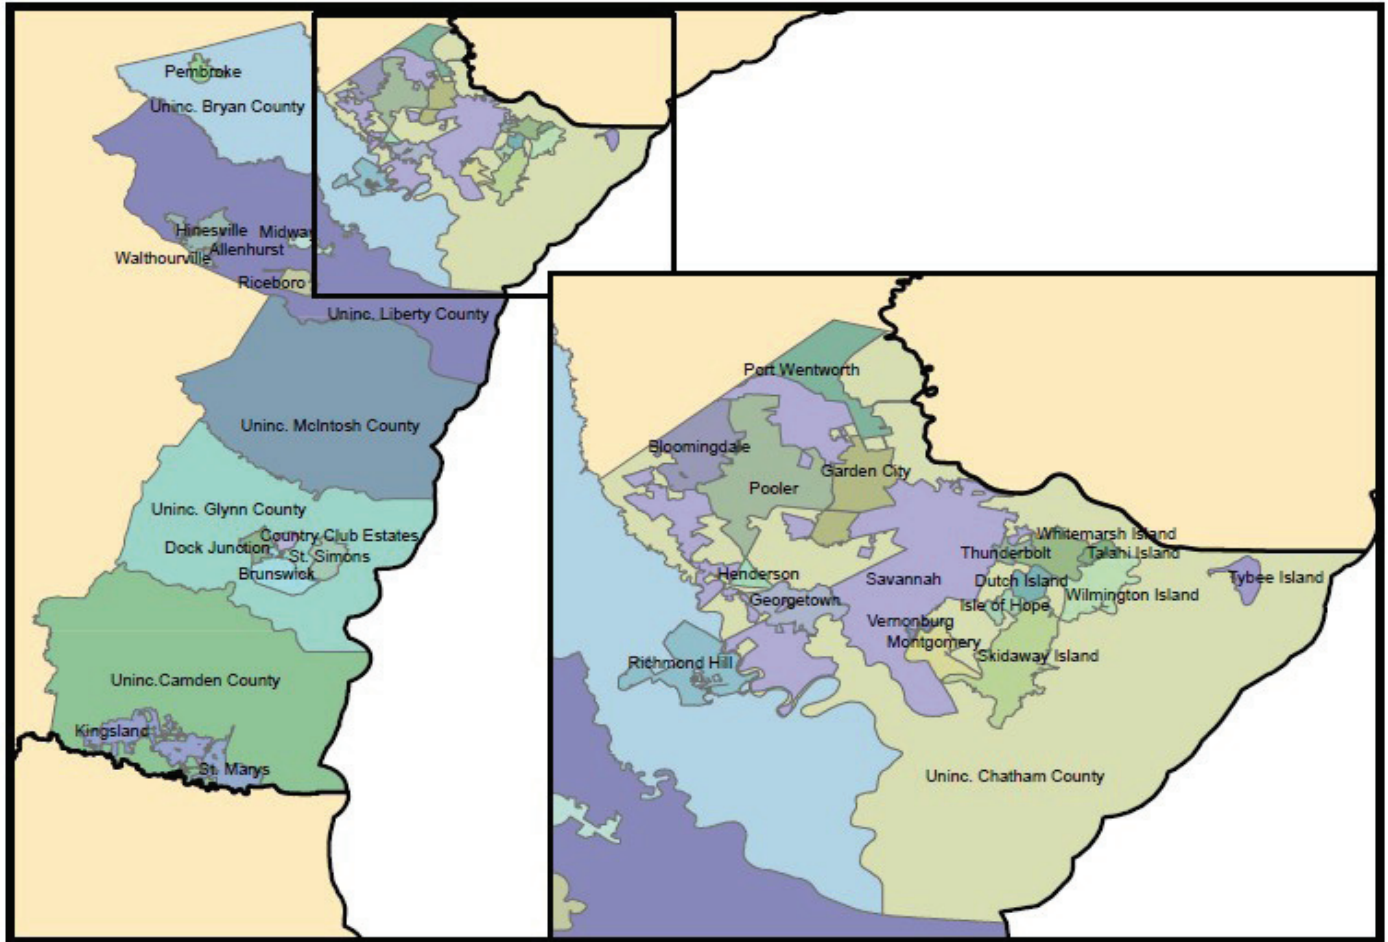 Pembroke
Uninc. Bryan County
Hinesville
Midway
Allenhurst
Walthourville
Riceboro
Uninc. Liberty County
Uninc. McIntosh County
Uninc. Glynn County
Country Club Estates
Dock Junction
St. Simons
Brunswick
Uninc.Camden County
Kingsland
St. Marys
Port Wentworth
Bloomingdale
Garden City
Pooler
Whitemarsh Island
Thunderbolt
Talahi Island
Henderson
Savannah
Dutch Island
Tybee Island
Georgetown
Isle of Hope
Wilmington Island
Vernonburg
Montgomery
Richmond Hill
Skidaway Island
Uninc. Chatham County